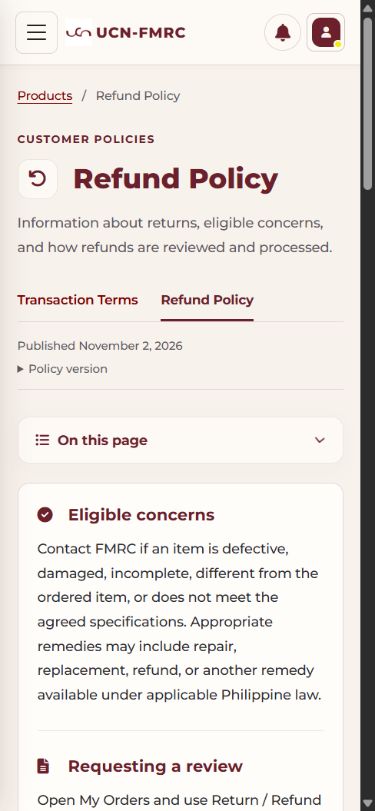 UCN-FMRC
Products / Refund Policy
CUSTOMER POLICIES
Refund Policy
Information about returns, eligible concerns,
and how refunds are reviewed and processed.
Transaction Terms Refund Policy
Published November 2, 2026
Policy version
On this page
Eligible concerns
Contact FMRC if an item is defective,
damaged, incomplete, different from the
ordered item, or does not meet the
agreed specifications. Appropriate
remedies may include repair,
replacement, refund, or another remedy
available under applicable Philippine law.
Requesting a review
Open My Orders and use Return / Refund